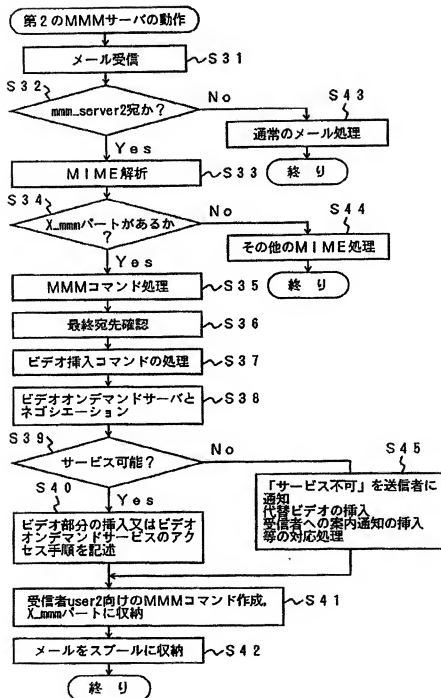 第2のMMMサーバの動作
メール受信
S31
S32
mmm_server2宛か?
No
S43
通常のメール処理
終り
Yes
MIME解析
S33
S34
X_mmmパートがあるか
?
No
S44
その他のMIME処理
終り
Yes
MMMコマンド処理
S35
最終宛先確認
S36
ビデオ挿入コマンドの処理
S37
ビデオオンデマンドサーバと
ネゴシエーション
S38
S39
サービス可能?
No
S45
「サービス不可」を送信者に
通知
代替ビデオの挿入
受信者への案内通知の挿入
等の対応処理
S40
Yes
ビデオ部分の挿入又はビデオ
オンデマンドサービスのアク
セス手順を記述
受信者user2向けのMMMコマンド作成,
X_mmmパートに収納
S41
メールをスプールに収納
S42
終り